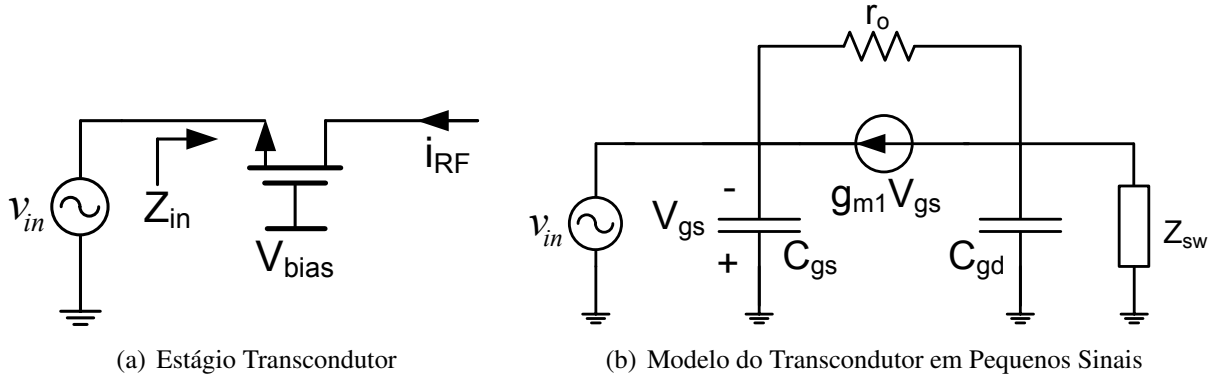 v_in
Z_in
V_bias
i_RF
(a) Estágio Transcondutor
r_o
v_in
V_gs
-
+
C_gs
g_m1V_gs
C_gd
Z_sw
(b) Modelo do Transcondutor em Pequenos Sinais